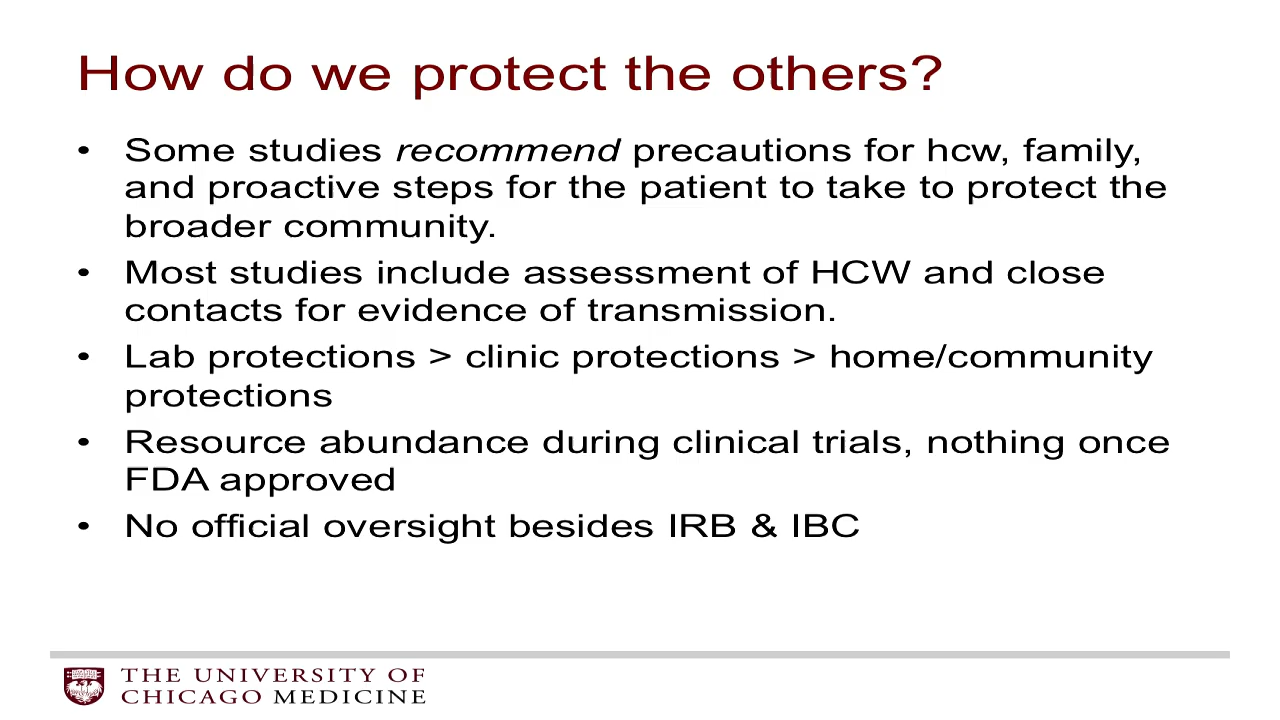 How do we protect the others?
• Some studies recommend precautions for hcw, family,
and proactive steps for the patient to take to protect the
broader community.
• Most studies include assessment of HCW and close
contacts for evidence of transmission.
• Lab protections > clinic protections > home/community
protections
• Resource abundance during clinical trials, nothing once
FDA approved
• No official oversight besides IRB & IBC
THE UNIVERSITY OF
CHICAGO MEDICINE